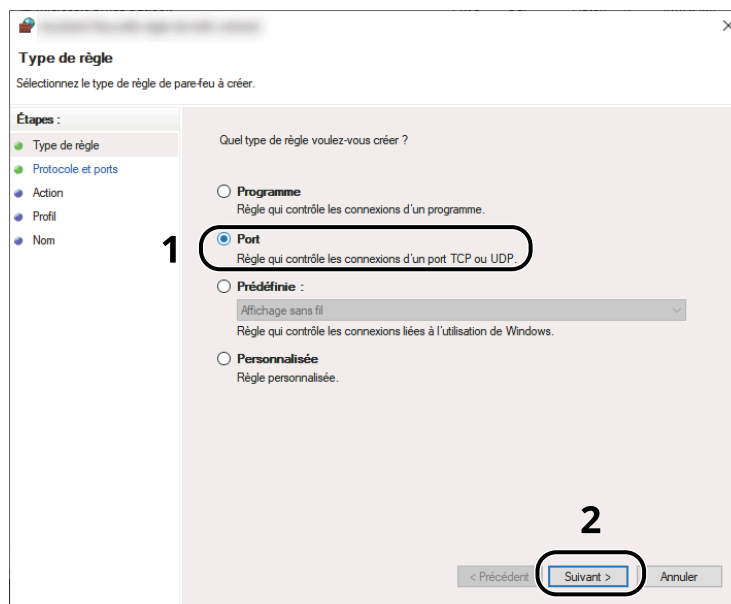 Type de règle
Sélectionnez le type de règle de pare-feu à créer.
Étapes :
Type de règle
Protocole et ports
Action
Profil
Nom
Quel type de règle voulez-vous créer ?
Programme
Règle qui contrôle les connexions d'un programme.
1
Port
Règle qui contrôle les connexions d'un port TCP ou UDP.
Prédéfinie :
Affichage sans fil
Règle qui contrôle les connexions liées à l'utilisation de Windows.
Personnalisée
Règle personnalisée.
2
< Précédent
Suivant >
Annuler